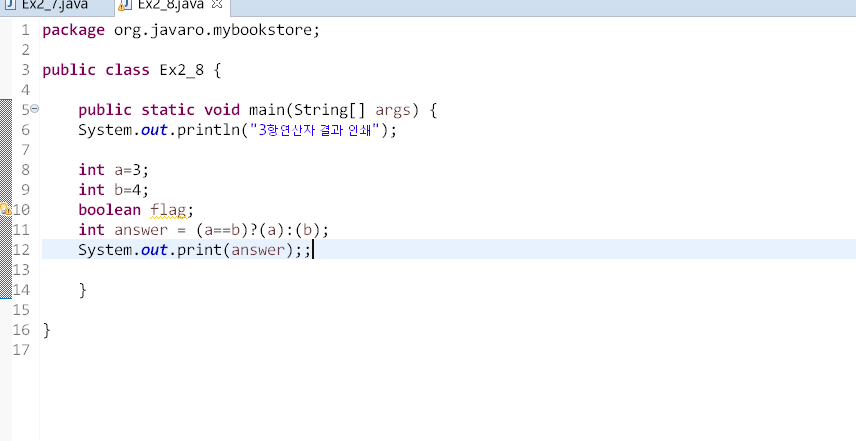 Ex2_7.java Ex2_8.java
1 package org.javaro.mybookstore;
2
3 public class Ex2_8 {
4
5 public static void main(String[] args) {
6 System.out.println("3항연산자 결과 인쇄");
7
8 int a=3;
9 int b=4;
10 boolean flag;
11 int answer = (a==b)?(a):(b);
12 System.out.print(answer);;
13
14 }
15
16 }
17